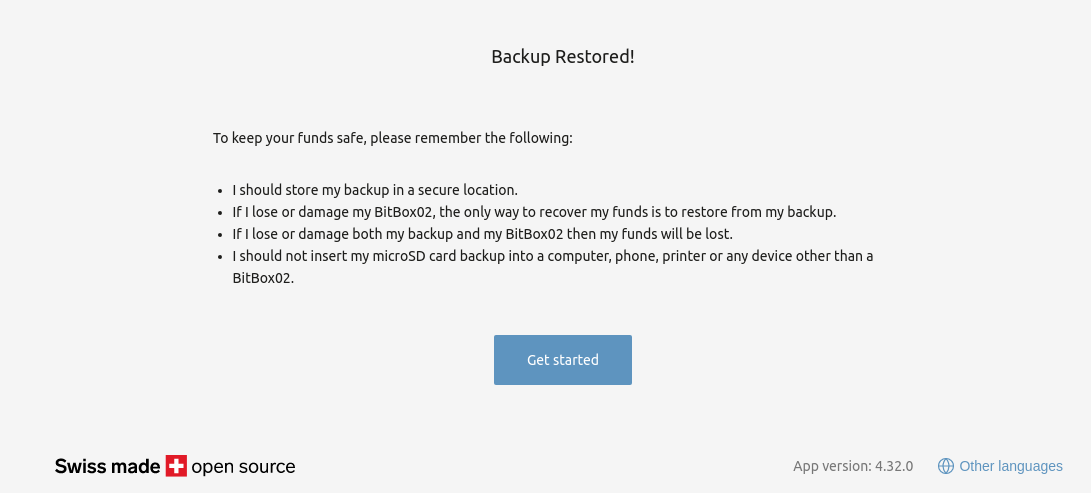 Backup Restored!
To keep your funds safe, please remember the following:
• I should store my backup in a secure location.
• If I lose or damage my BitBox02, the only way to recover my funds is to restore from my backup.
• If I lose or damage both my backup and my BitBox02 then my funds will be lost.
• I should not insert my microSD card backup into a computer, phone, printer or any device other than a
BitBox02.
Get started
Swiss made open source
App version: 4.32.0 Other languages